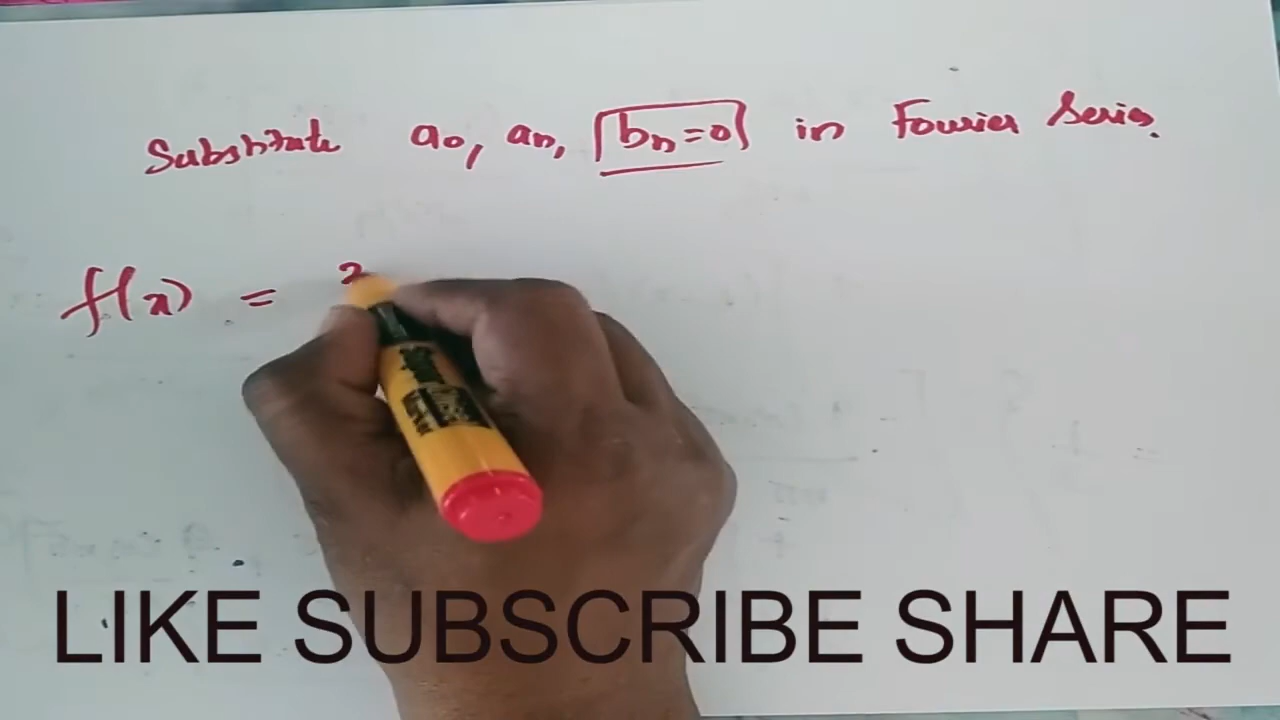 Substitute a₀, aₙ, bₙ=0 in Fourier Series.
f(x) =
LIKE SUBSCRIBE SHARE